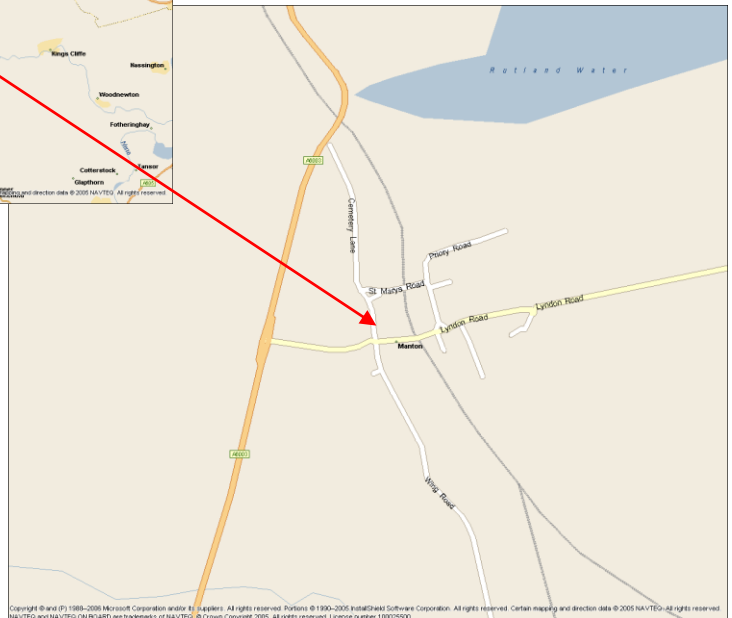 Kings Cliffe
Nassington
Woodnewton
Fotheringhay
Nene
Cotterstock
Tansor
Glapthorn
A605
mapping and direction data © 2005 NAVTEQ. All rights reserved.
Rutland Water
A6003
Cemetery Lane
Priory Road
St. Marys Road
Lyndon Road
Lyndon Road
Manton
A6003
Wing Road
Copyright © and (P) 1988–2006 Microsoft Corporation and/or its suppliers. All rights reserved. Portions © 1990–2005 InstallShield Software Corporation. All rights reserved. Certain mapping and direction data © 2005 NAVTEQ. All rights reserved.
NAVTEQ and NAVTEQ ON BOARD are trademarks of NAVTEQ. © Crown Copyright 2005. All rights reserved. License number 100025500.